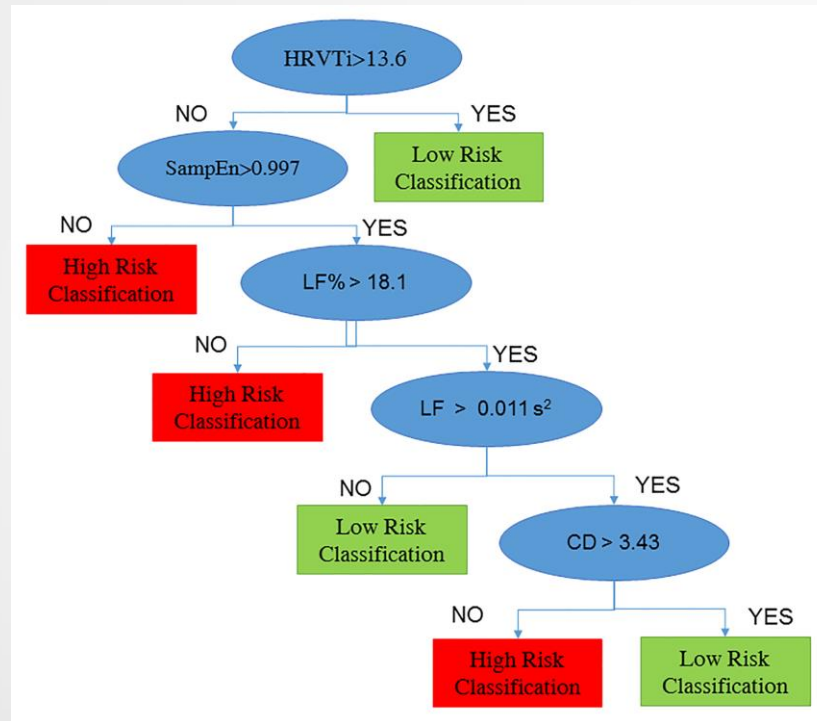 HRVTi>13.6
NO
YES
SampEn>0.997
Low Risk
Classification
NO
YES
High Risk
Classification
LF% > 18.1
NO
YES
High Risk
Classification
LF > 0.011 s²
NO
YES
Low Risk
Classification
CD > 3.43
NO
YES
High Risk
Classification
Low Risk
Classification